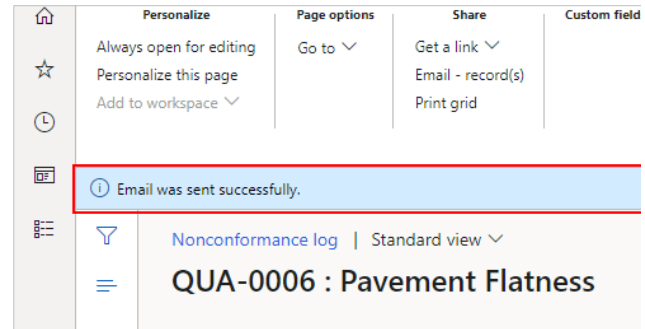 Personalize
Page options
Share
Custom field
Always open for editing
Go to
Get a link
Personalize this page
Email - record(s)
Add to workspace
Print grid
Email was sent successfully.
Nonconformance log | Standard view
QUA-0006 : Pavement Flatness